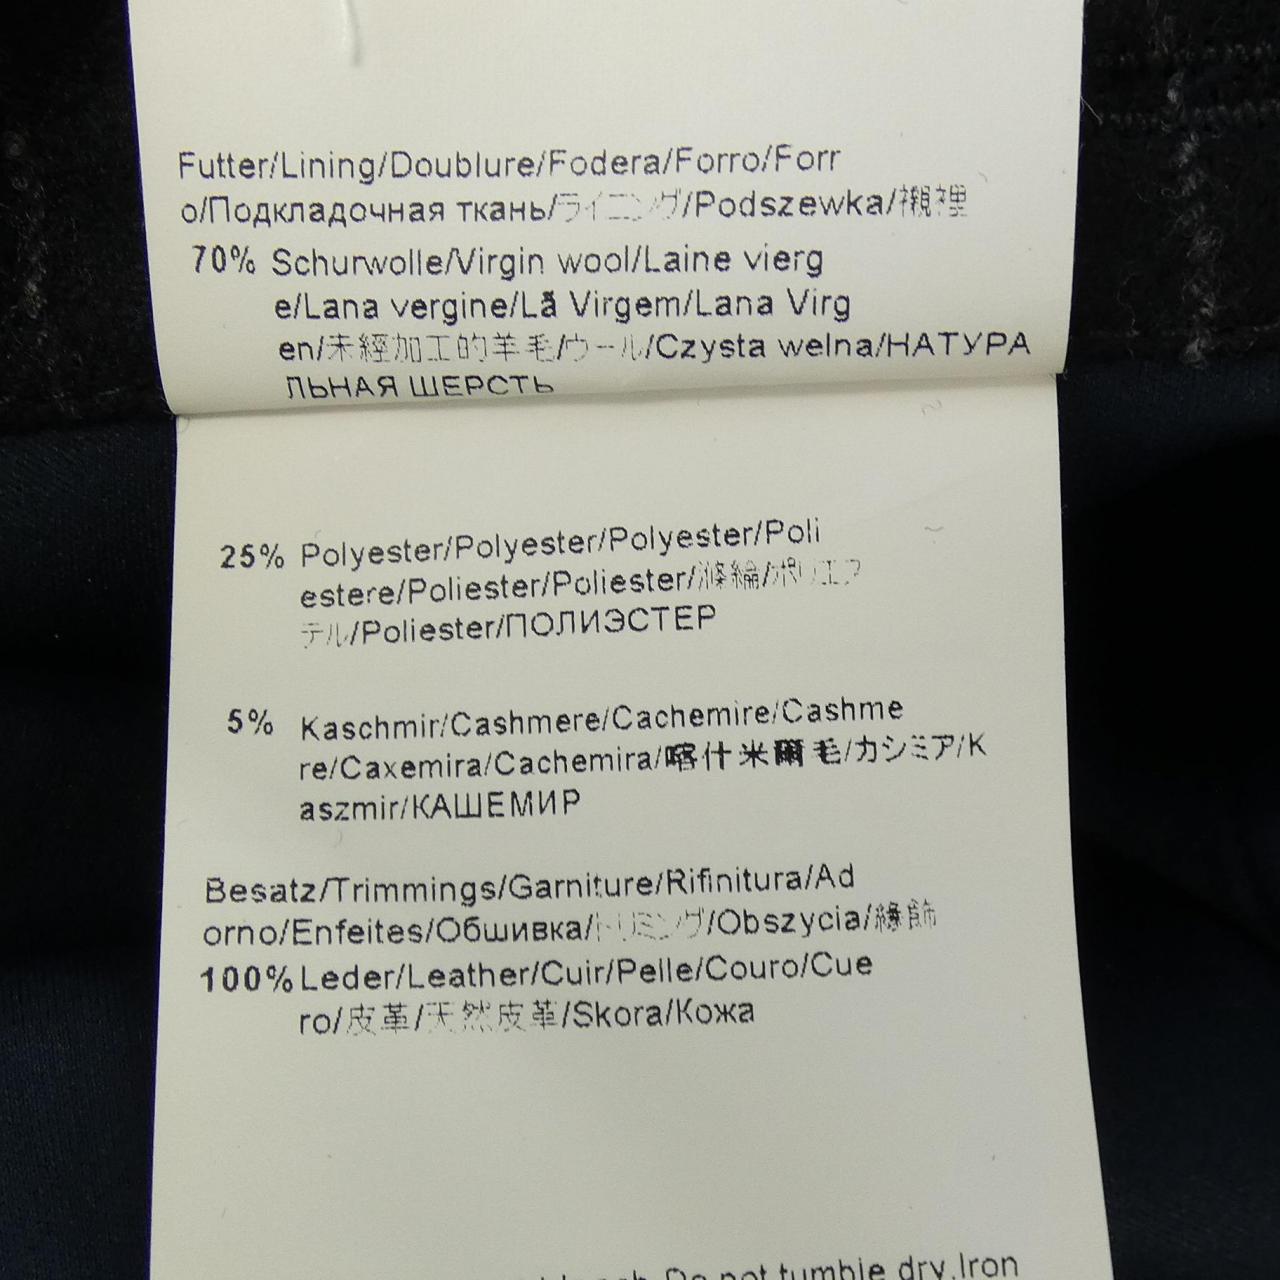 Futter/Lining/Doublure/Fodera/Forro/Forr
o/Подкладочная ткань/ライニング/Podszewka/襯裡
70% Schurwolle/Virgin wool/Laine vierg
e/Lana vergine/Lã Virgem/Lana Virg
en/未經加工的羊毛/ウール/Czysta welna/НАТУРА
ЛЬНАЯ ШЕРСТЬ
25% Polyester/Polyester/Polyester/Poli
estere/Poliester/Poliester/滌綸/ポリエス
テル/Poliester/ПОЛИЭСТЕР
5% Kaschmir/Cashmere/Cachemire/Cashme
re/Caxemira/Cachemira/喀什米爾毛/カシミア/K
aszmir/КАШЕМИР
Besatz/Trimmings/Garniture/Rifinitura/Ad
orno/Enfeites/Обшивка/トリミング/Obszycia/緣飾
100% Leder/Leather/Cuir/Pelle/Couro/Cue
ro/皮革/天然皮革/Skora/Кожа
Do not tumble dry.Iron